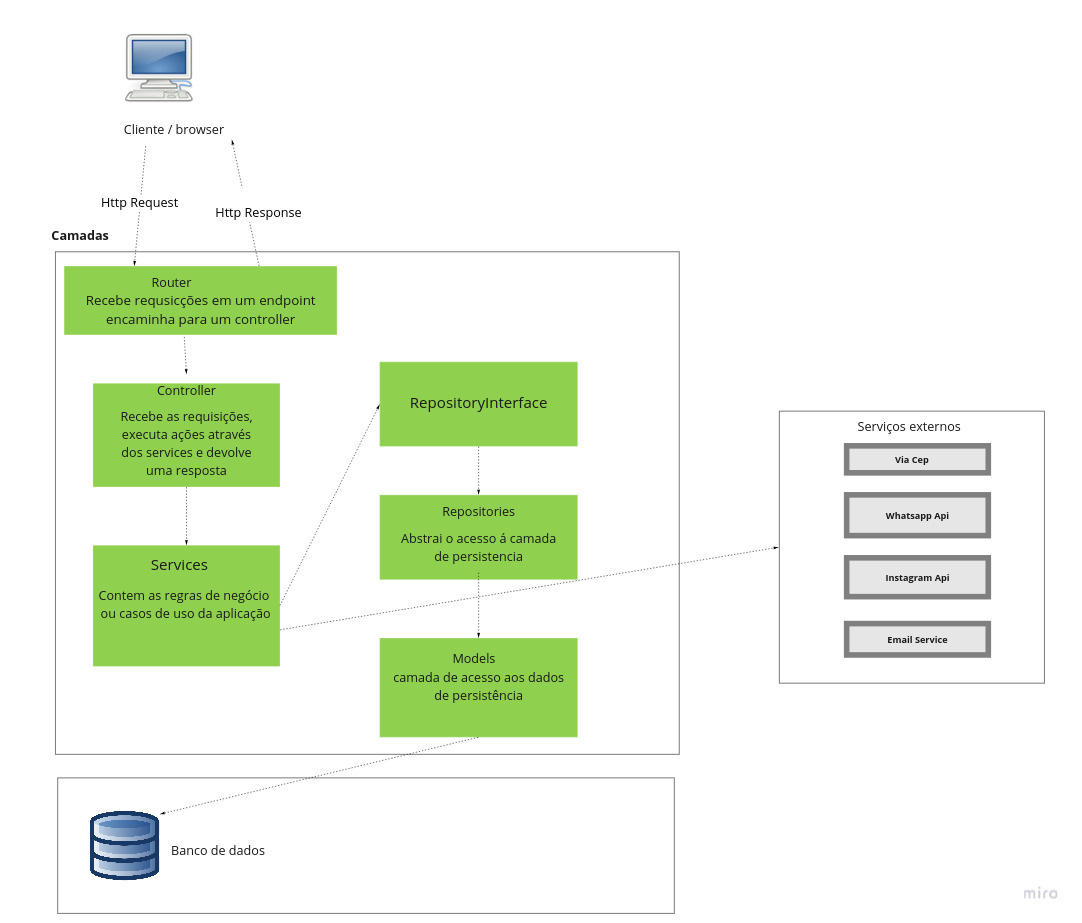 Cliente / browser
Http Request
Http Response
Camadas
Router
Recebe requsicções em um endpoint
encaminha para um controller
Controller
Recebe as requisições,
executa ações através
dos services e devolve
uma resposta
Services
Contem as regras de negócio
ou casos de uso da aplicação
RepositoryInterface
Repositories
Abstrai o acesso á camada
de persistencia
Models
camada de acesso aos dados
de persistência
Serviços externos
Via Cep
Whatsapp Api
Instagram Api
Email Service
Banco de dados
miro